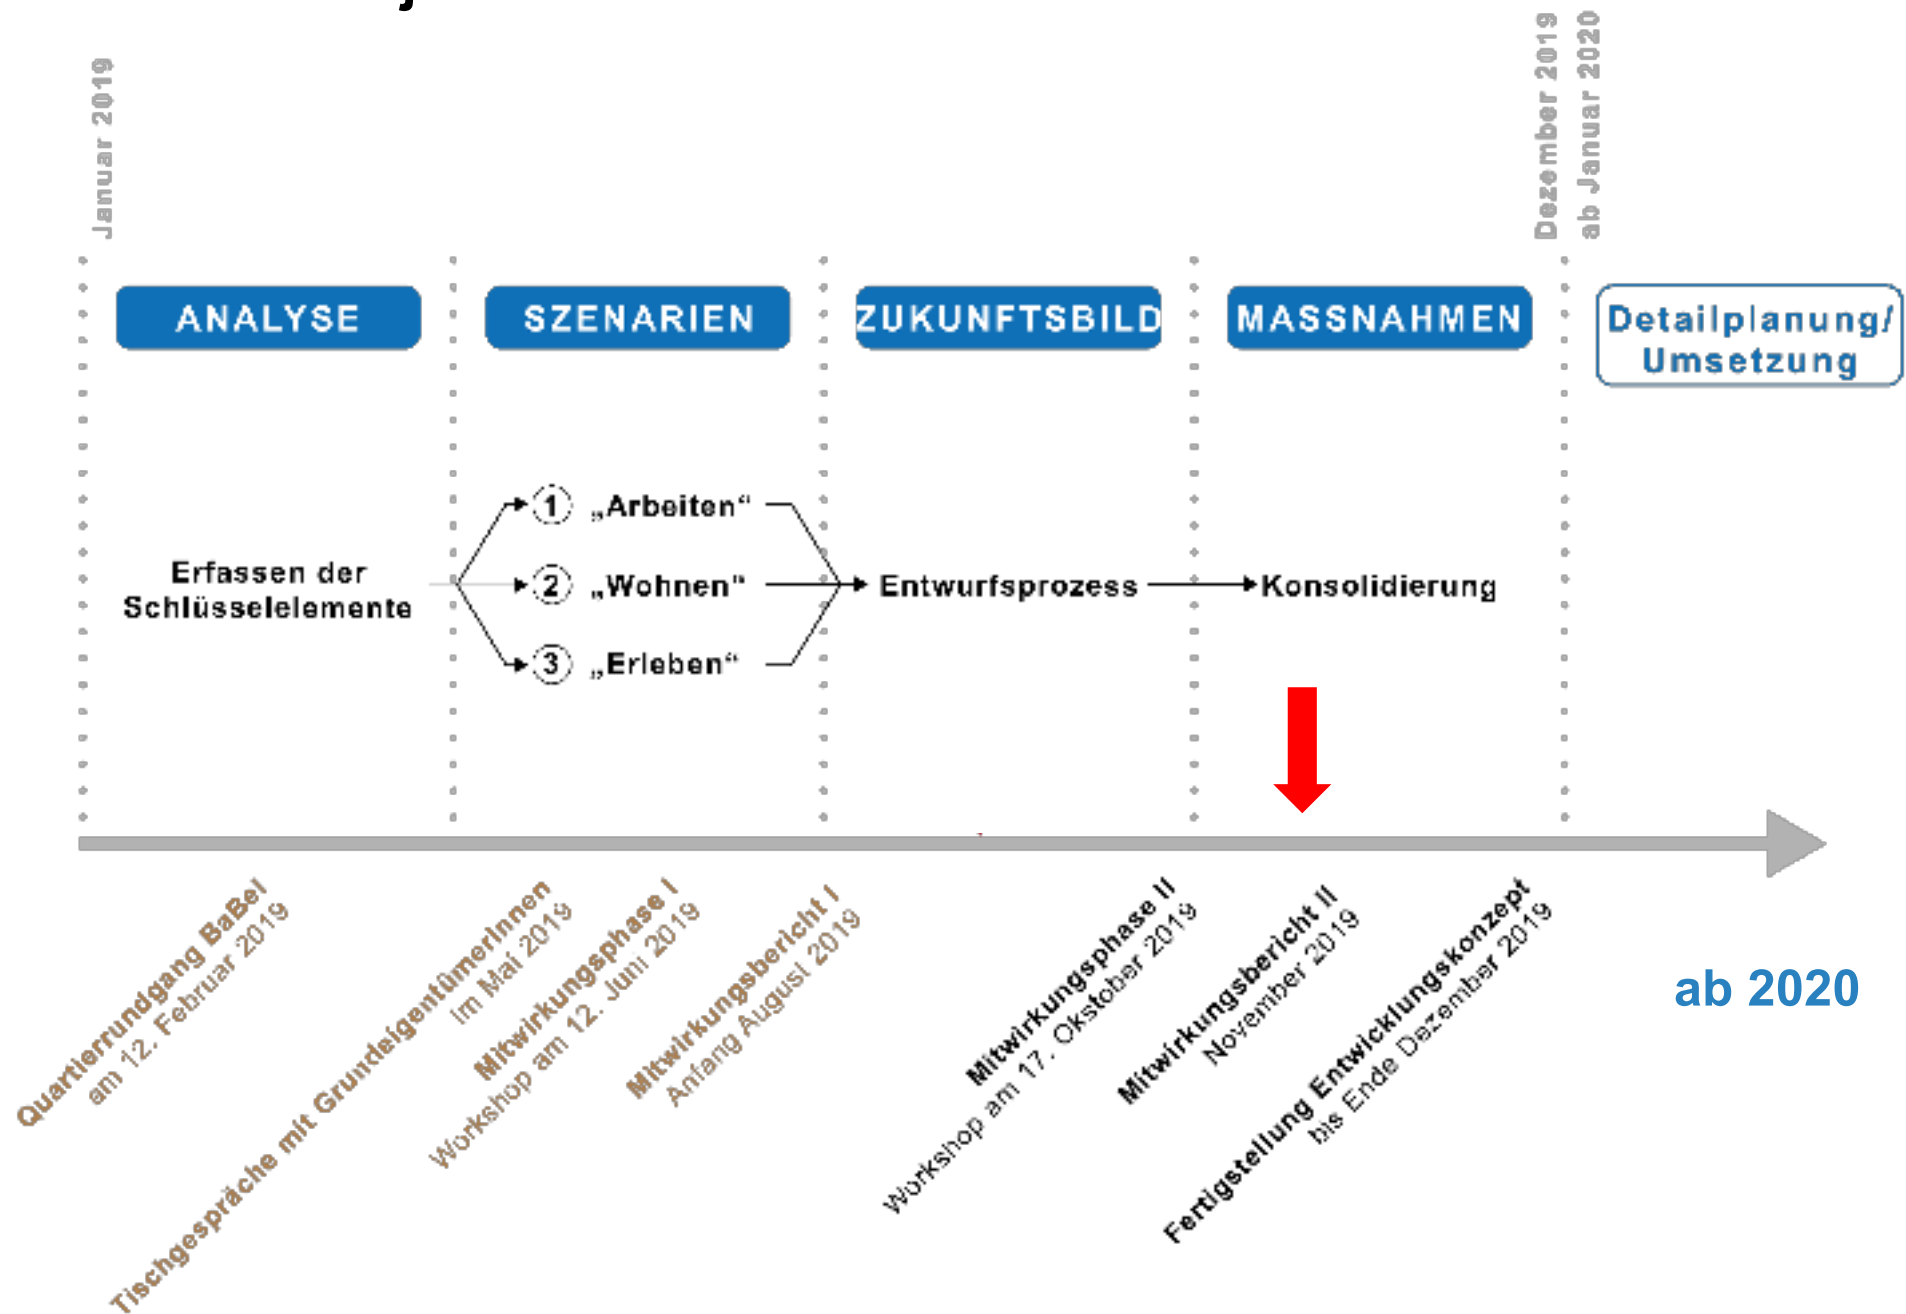 Januar 2019
Dezember 2019
ab Januar 2020
ANALYSE
SZENARIEN
ZUKUNFTSBILD
MASSNAHMEN
Detailplanung/
Umsetzung
Erfassen der
Schlüsselelemente
1 „Arbeiten“
2 „Wohnen“
3 „Erleben“
Entwurfsprozess
Konsolidierung
Quartierrundgang BaBel
am 12. Februar 2019
Tischgespräche mit GrundeigentümerInnen
im Mai 2019
Mitwirkungsphase I
Workshop am 12. Juni 2019
Mitwirkungsbericht I
Anfang August 2019
Mitwirkungsphase II
Workshop am 17. Okstober 2019
Mitwirkungsbericht II
November 2019
Fertigstellung Entwicklungskonzept
bis Ende Dezember 2019
ab 2020